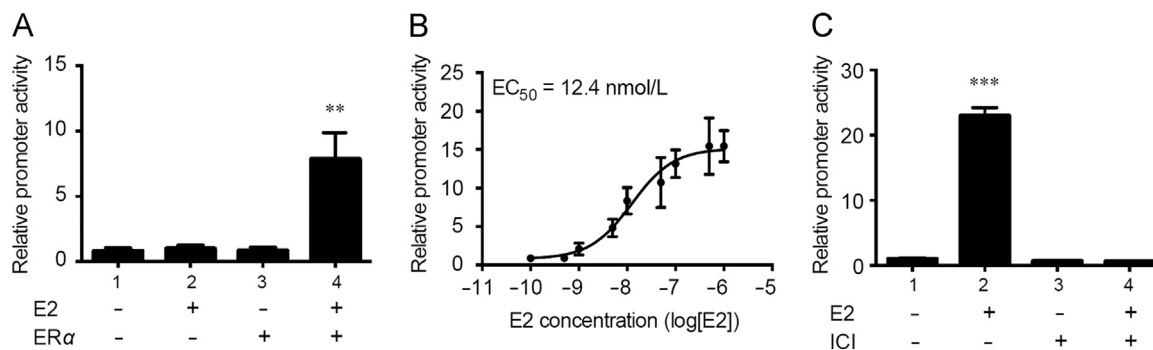 A
Relative promoter activity
15
10
5
0
**
1 2 3 4
E2 – + – +
ERα – – + +
B
Relative promoter activity
25
20
15
10
5
0
EC50 = 12.4 nmol/L
–11 –10 –9 –8 –7 –6 –5
E2 concentration (log[E2])
C
Relative promoter activity
30
20
10
0
***
1 2 3 4
E2 – + – +
ICI – – + +